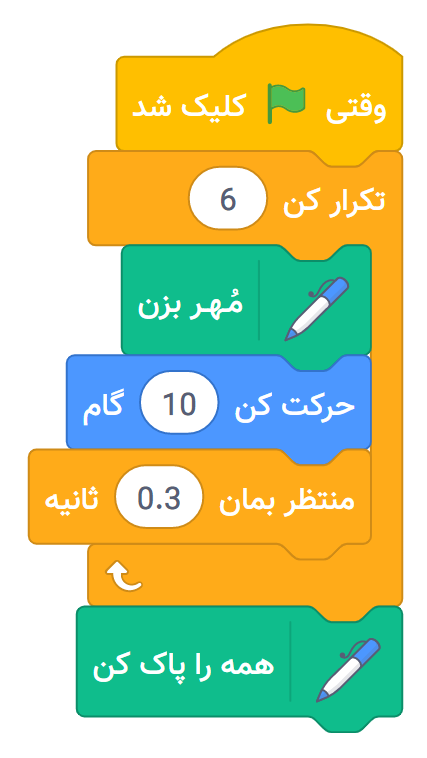 وقتی کلیک شد
تکرار کن 6
مُهر بزن
حرکت کن 10 گام
منتظر بمان 0.3 ثانیه
همه را پاک کن